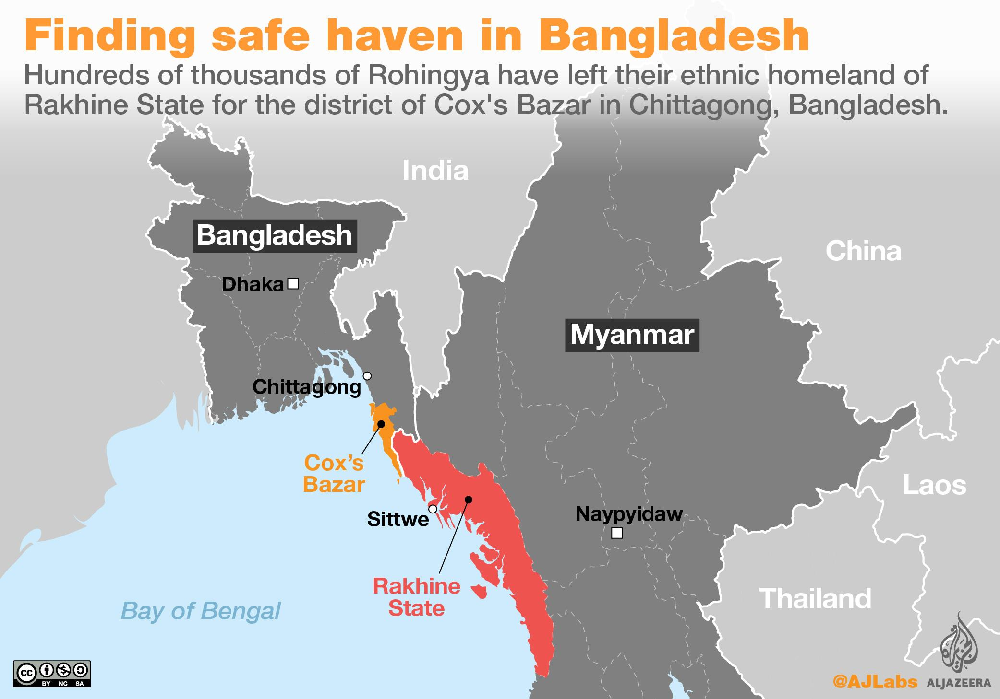 Finding safe haven in Bangladesh
Hundreds of thousands of Rohingya have left their ethnic homeland of
Rakhine State for the district of Cox's Bazar in Chittagong, Bangladesh.
India
Bangladesh
China
Dhaka
Myanmar
Chittagong
Cox’s
Bazar
Laos
Sittwe
Naypyidaw
Rakhine
State
Thailand
Bay of Bengal
الجزيرة
cc
BY NC SA
@AJLabs
ALJAZEERA